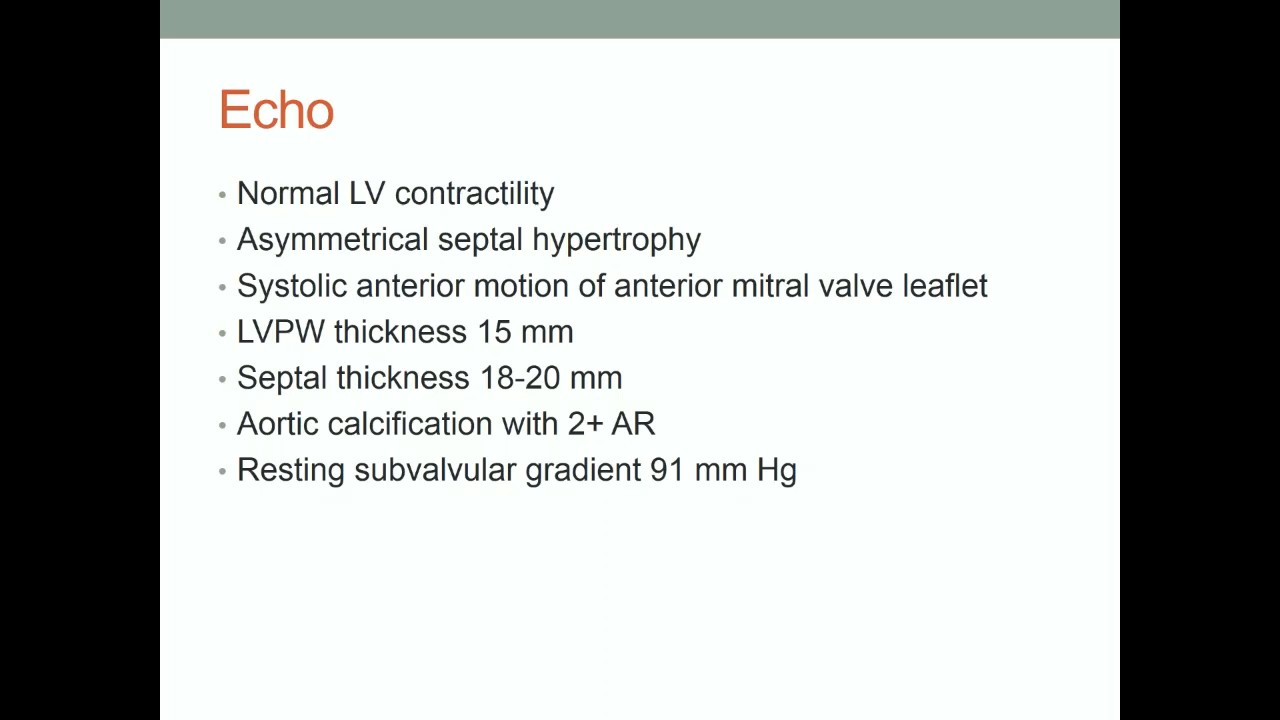 Echo
• Normal LV contractility
• Asymmetrical septal hypertrophy
• Systolic anterior motion of anterior mitral valve leaflet
• LVPW thickness 15 mm
• Septal thickness 18-20 mm
• Aortic calcification with 2+ AR
• Resting subvalvular gradient 91 mm Hg